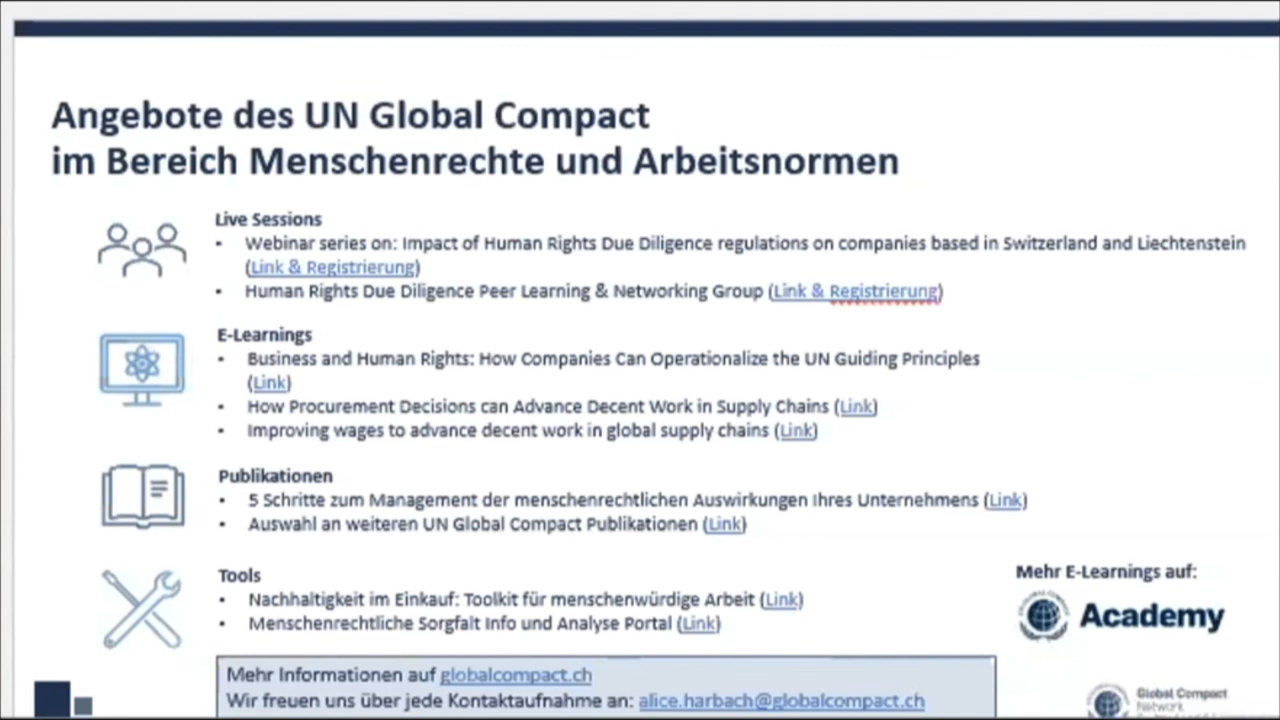 Angebote des UN Global Compact
im Bereich Menschenrechte und Arbeitsnormen
Live Sessions
• Webinar series on: Impact of Human Rights Due Diligence regulations on companies based in Switzerland and Liechtenstein
(Link & Registrierung)
• Human Rights Due Diligence Peer Learning & Networking Group (Link & Registrierung)
E-Learnings
• Business and Human Rights: How Companies Can Operationalize the UN Guiding Principles
(Link)
• How Procurement Decisions can Advance Decent Work in Supply Chains (Link)
• Improving wages to advance decent work in global supply chains (Link)
Publikationen
• 5 Schritte zum Management der menschenrechtlichen Auswirkungen Ihres Unternehmens (Link)
• Auswahl an weiteren UN Global Compact Publikationen (Link)
Tools
• Nachhaltigkeit im Einkauf: Toolkit für menschenwürdige Arbeit (Link)
• Menschenrechtliche Sorgfalt Info und Analyse Portal (Link)
Mehr E-Learnings auf:
Academy
Mehr Informationen auf globalcompact.ch
Wir freuen uns über jede Kontaktaufnahme an: alice.harbach@globalcompact.ch
Global Compact
Network